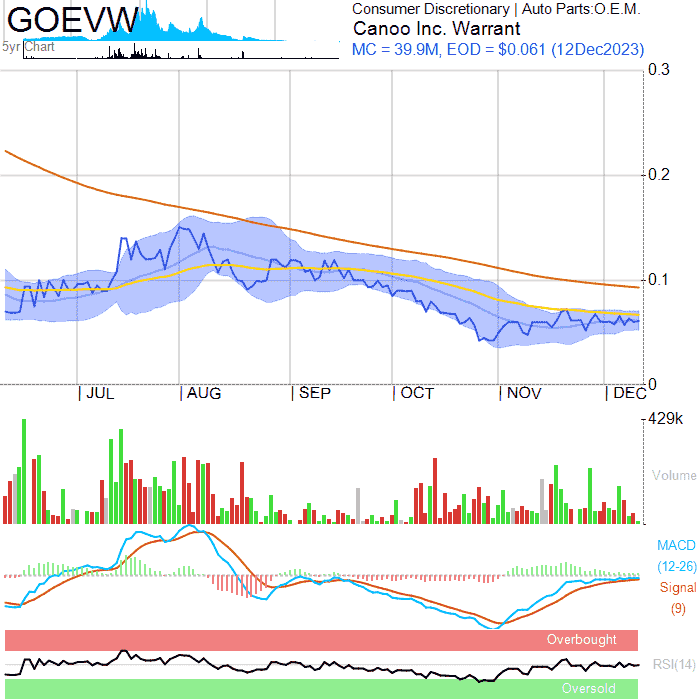 GOEVW
5yr Chart
Consumer Discretionary | Auto Parts:O.E.M.
Canoo Inc. Warrant
MC = 39.9M, EOD = $0.061 (12Dec2023)
0.3
0.2
0.1
0
| JUL | AUG | SEP | OCT | NOV | DEC
429k
Volume
MACD
(12-26)
Signal
(9)
Overbought
RSI(14)
Oversold